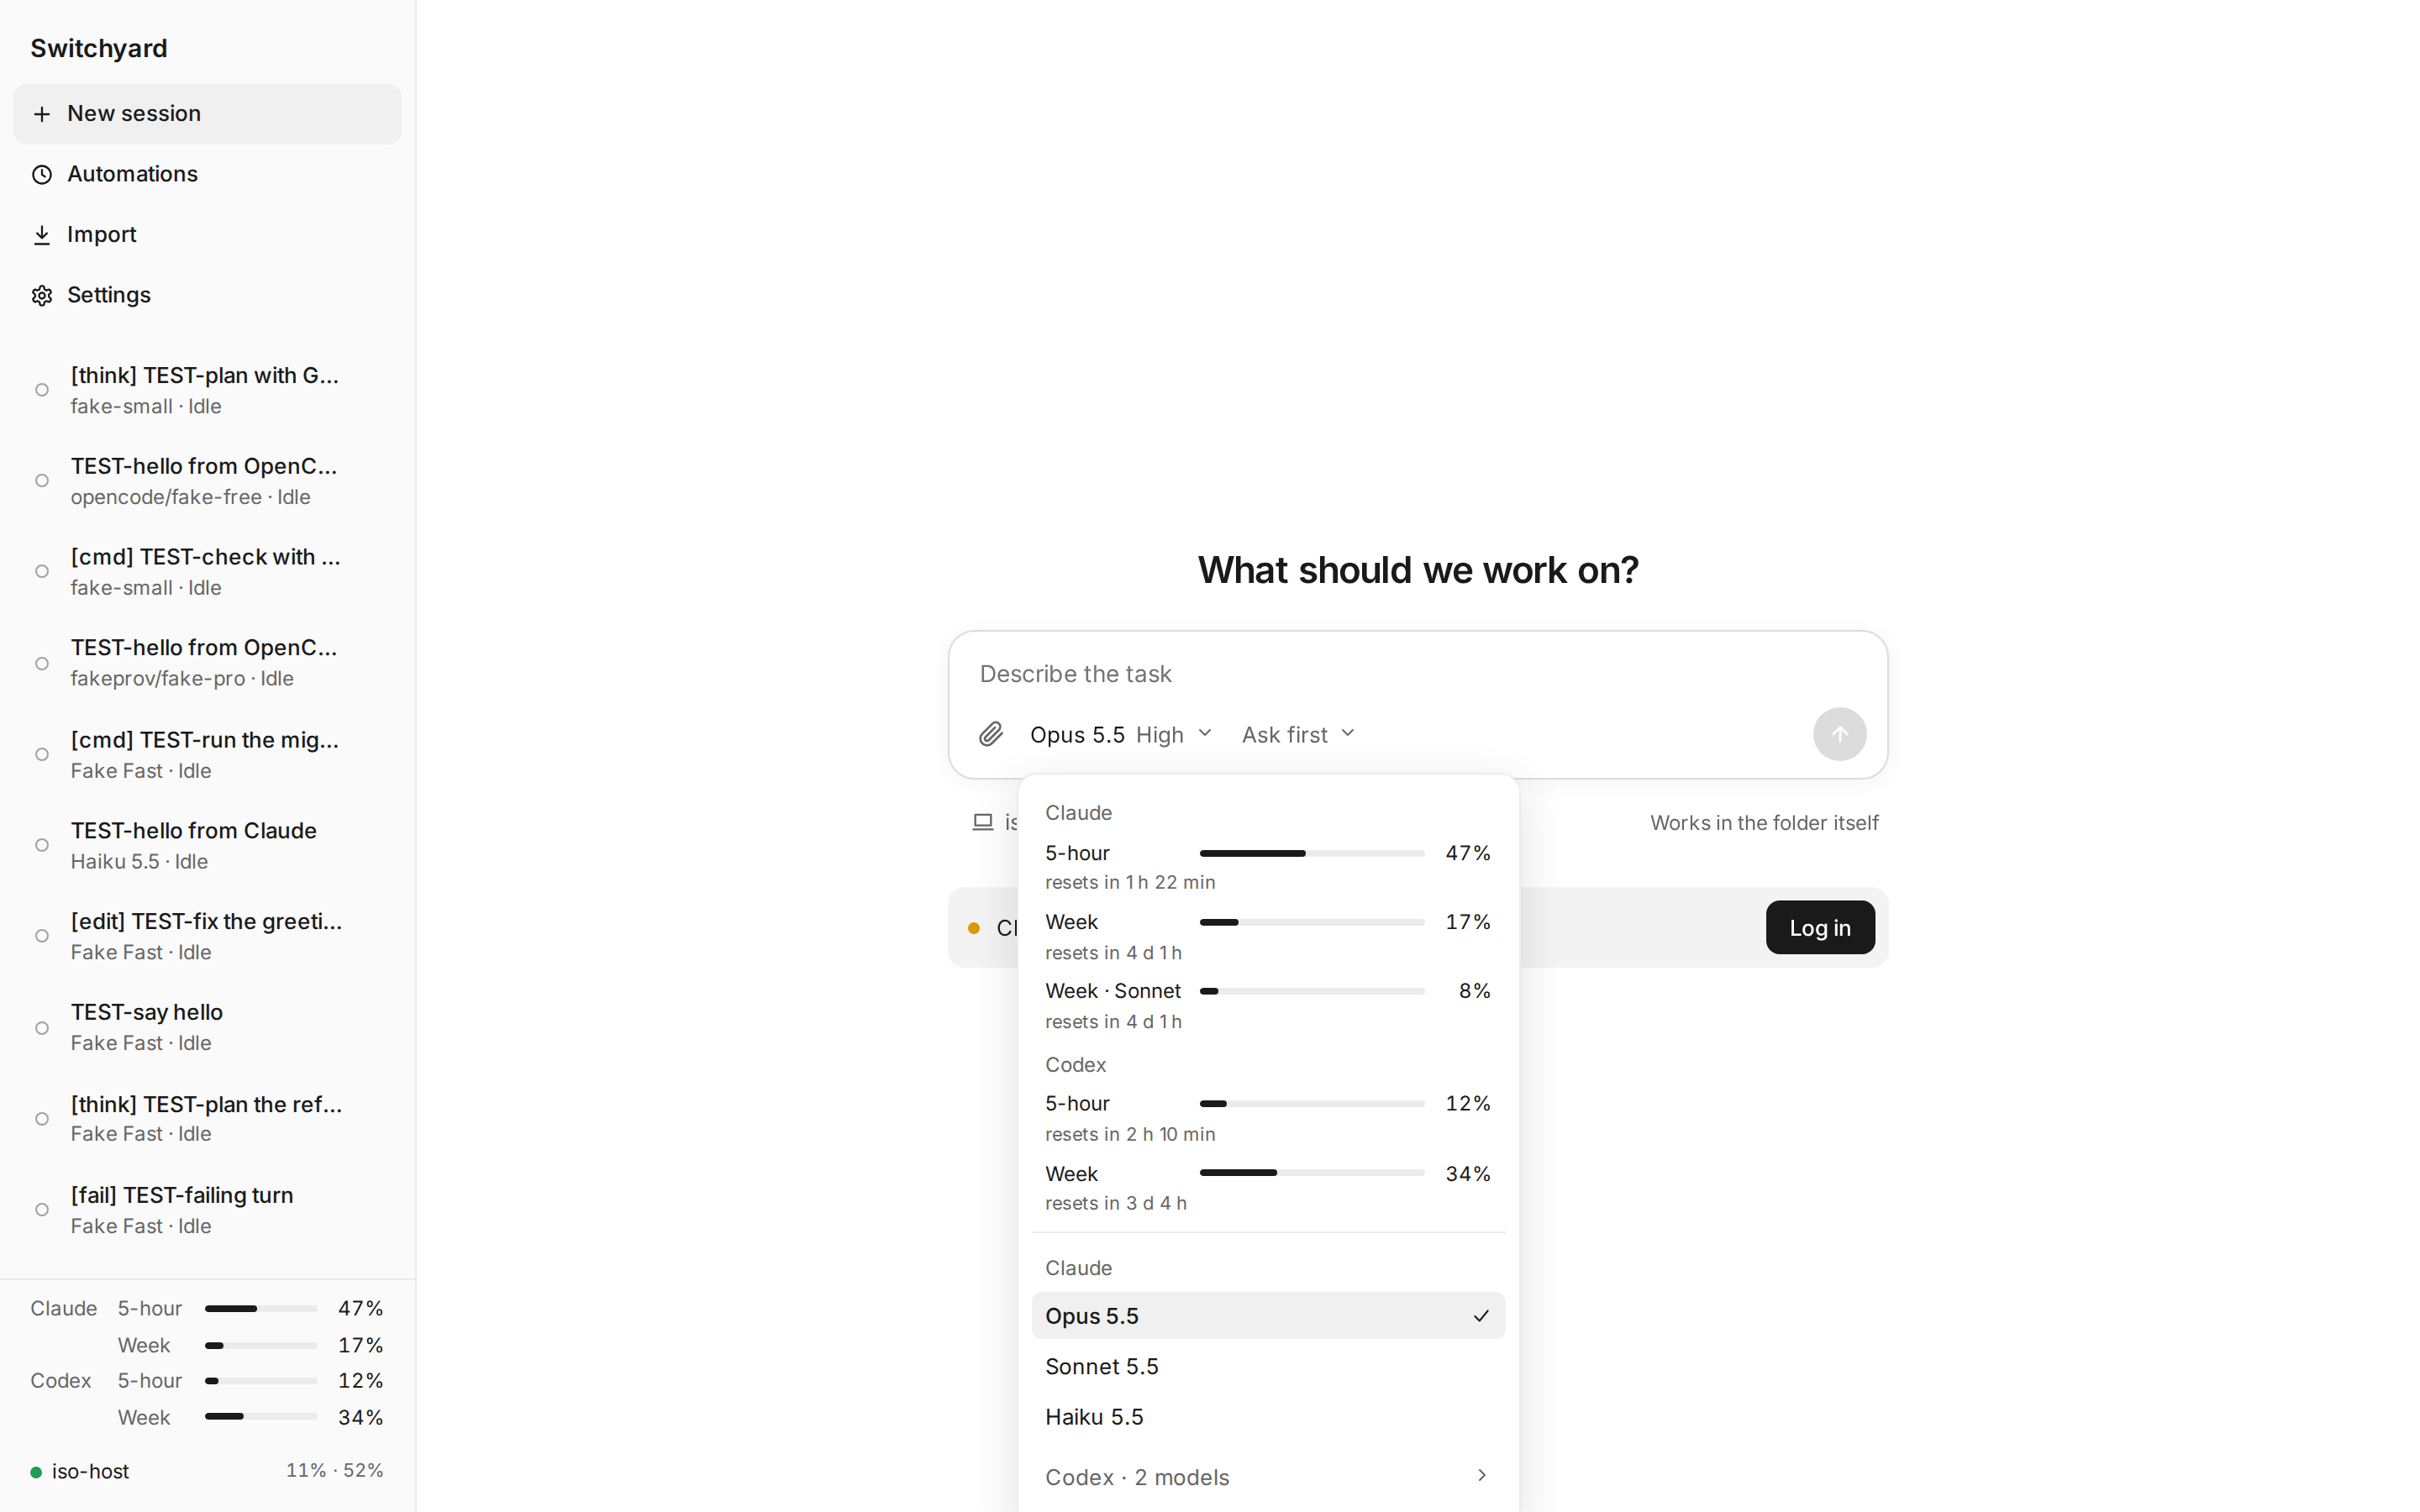 Switchyard
New session
Automations
Import
Settings
[think] TEST-plan with G...
fake-small · Idle
TEST-hello from OpenC...
opencode/fake-free · Idle
[cmd] TEST-check with ...
fake-small · Idle
TEST-hello from OpenC...
fakeprov/fake-pro · Idle
[cmd] TEST-run the mig...
Fake Fast · Idle
TEST-hello from Claude
Haiku 5.5 · Idle
[edit] TEST-fix the greeti...
Fake Fast · Idle
TEST-say hello
Fake Fast · Idle
[think] TEST-plan the ref...
Fake Fast · Idle
[fail] TEST-failing turn
Fake Fast · Idle
Claude 5-hour 47%
Week 17%
Codex 5-hour 12%
Week 34%
iso-host 11% · 52%
What should we work on?
Describe the task
Opus 5.5 High Ask first
Works in the folder itself
Log in
Claude
5-hour 47%
resets in 1 h 22 min
Week 17%
resets in 4 d 1 h
Week · Sonnet 8%
resets in 4 d 1 h
Codex
5-hour 12%
resets in 2 h 10 min
Week 34%
resets in 3 d 4 h
Claude
Opus 5.5
Sonnet 5.5
Haiku 5.5
Codex · 2 models